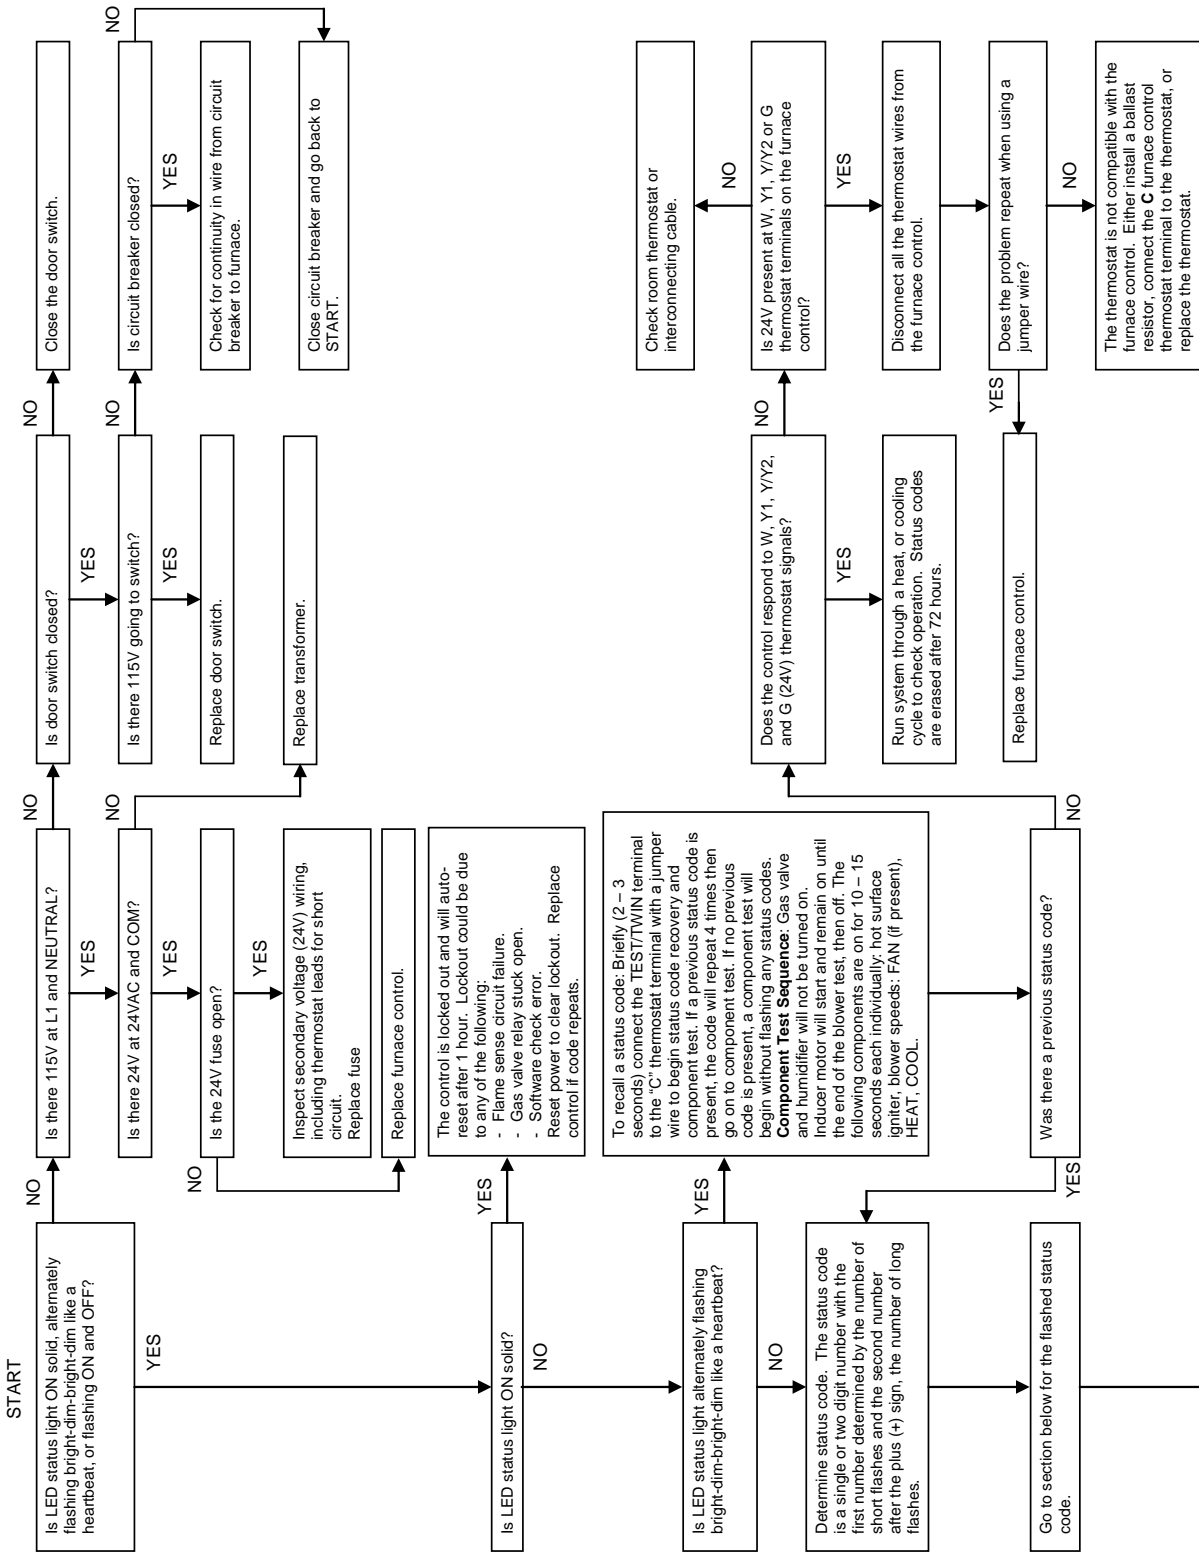 START
Is LED status light ON solid, alternately
flashing bright-dim-bright-dim like a
heartbeat, or flashing ON and OFF?
NO
YES
Is there 115V at L1 and NEUTRAL?
NO
YES
Is door switch closed?
NO
YES
Close the door switch.
Is there 24V at 24VAC and COM?
NO
YES
Is there 115V going to switch?
NO
YES
Is circuit breaker closed?
NO
YES
Is the 24V fuse open?
NO
YES
Replace door switch.
Check for continuity in wire from circuit
breaker to furnace.
Inspect secondary voltage (24V) wiring,
including thermostat leads for short
circuit.
Replace fuse
Replace transformer.
Close circuit breaker and go back to
START.
Replace furnace control.
Is LED status light ON solid?
YES
NO
The control is locked out and will auto-
reset after 1 hour. Lockout could be due
to any of the following:
- Flame sense circuit failure.
- Gas valve relay stuck open.
- Software check error.
Reset power to clear lockout. Replace
control if code repeats.
Is LED status light alternately flashing
bright-dim-bright-dim like a heartbeat?
YES
NO
To recall a status code: Briefly (2 – 3
seconds) connect the TEST/TWIN terminal
to the “C” thermostat terminal with a jumper
wire to begin status code recovery and
component test. If a previous status code is
present, the code will repeat 4 times then
go on to component test. If no previous
code is present, a component test will
begin without flashing any status codes.
Component Test Sequence: Gas valve
and humidifier will not be turned on.
Inducer motor will start and remain on until
the end of the blower test, then off. The
following components are on for 10 – 15
seconds each individually: hot surface
igniter, blower speeds: FAN (if present),
HEAT, COOL.
Does the control respond to W, Y1, Y/Y2,
and G (24V) thermostat signals?
NO
YES
Check room thermostat or
interconnecting cable.
NO
Is 24V present at W, Y1, Y/Y2 or G
thermostat terminals on the furnace
control?
YES
Determine status code. The status code
is a single or two digit number with the
first number determined by the number of
short flashes and the second number
after the plus (+) sign, the number of long
flashes.
Run system through a heat, or cooling
cycle to check operation. Status codes
are erased after 72 hours.
Disconnect all the thermostat wires from
the furnace control.
Was there a previous status code?
YES
NO
Replace furnace control.
YES
Does the problem repeat when using a
jumper wire?
NO
Go to section below for the flashed status
code.
The thermostat is not compatible with the
furnace control. Either install a ballast
resistor, connect the C furnace control
thermostat terminal to the thermostat, or
replace the thermostat.